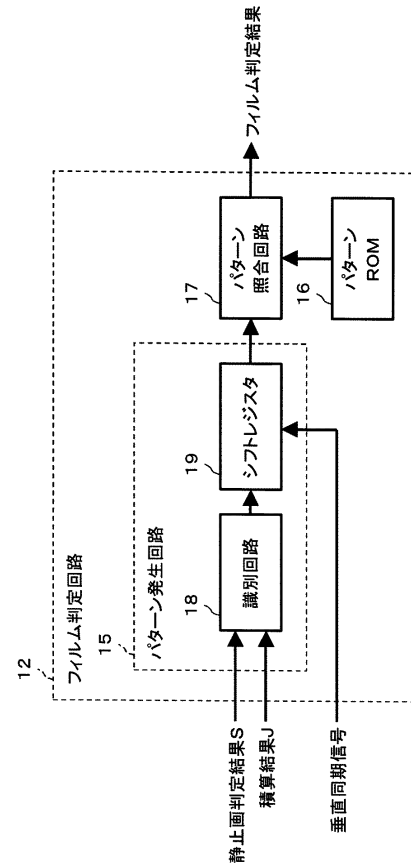 12
フィルム判定回路
15
パターン発生回路
静止画判定結果S
積算結果J
垂直同期信号
18
識別回路
19
シフトレジスタ
17
パターン
照合回路
16
パターン
ROM
フィルム判定結果